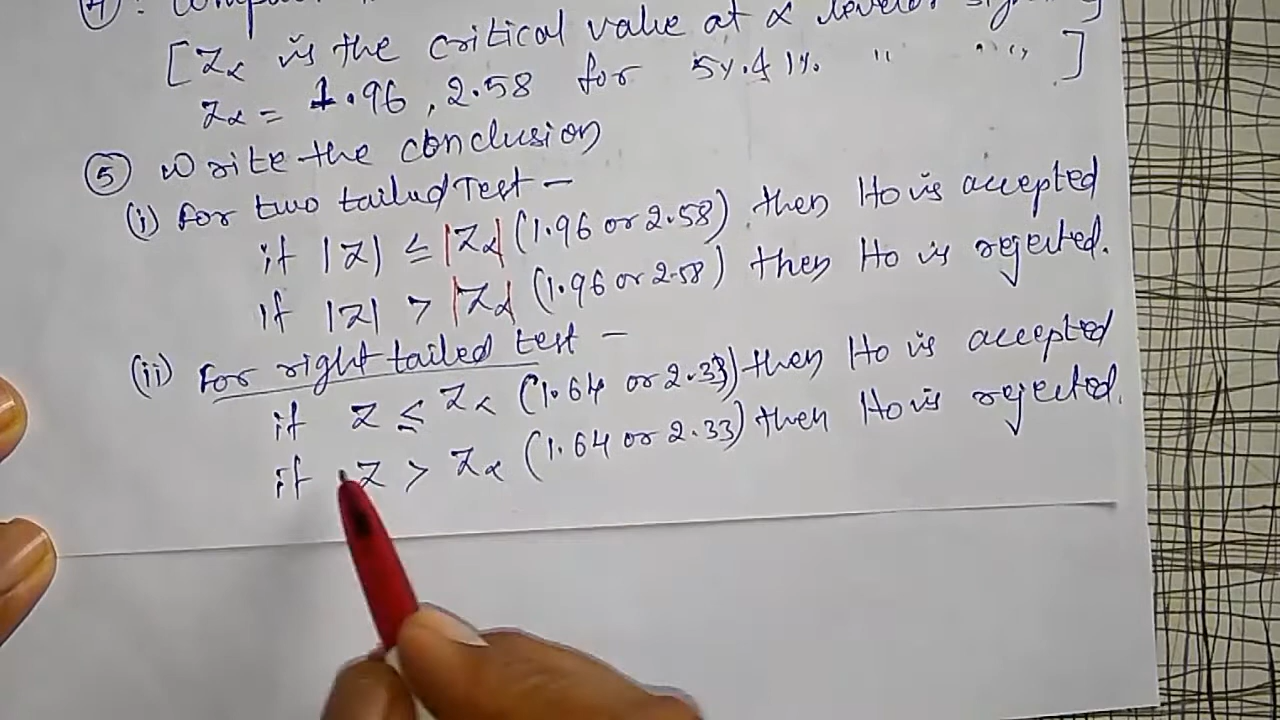 ④:
[Zα is the critical value at α level of
Zα = 1.96, 2.58 for 5%. & 1%. " " ]
⑤ Write the conclusion
(i) For two tailed Test –
if |Z| ≤ |Zα| (1.96 or 2.58) then Ho is accepted
if |Z| > |Zα| (1.96 or 2.58) then Ho is rejected.
(ii) For right tailed test –
if Z ≤ Zα (1.64 or 2.33) then Ho is accepted
if Z > Zα (1.64 or 2.33) then Ho is rejected.